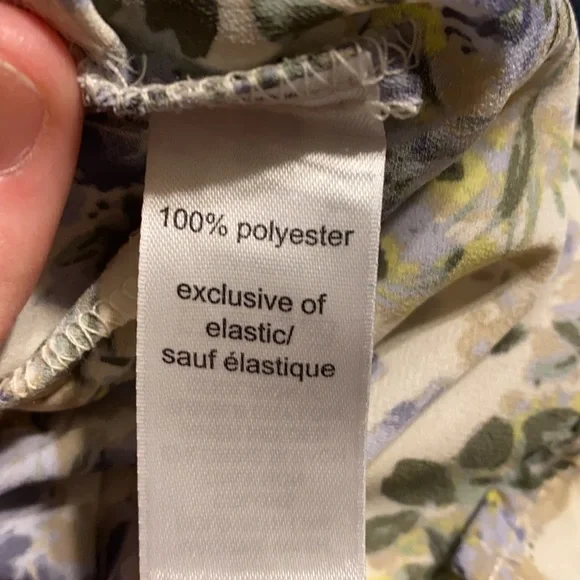 100% polyester
exclusive of
elastic/
sauf élastique